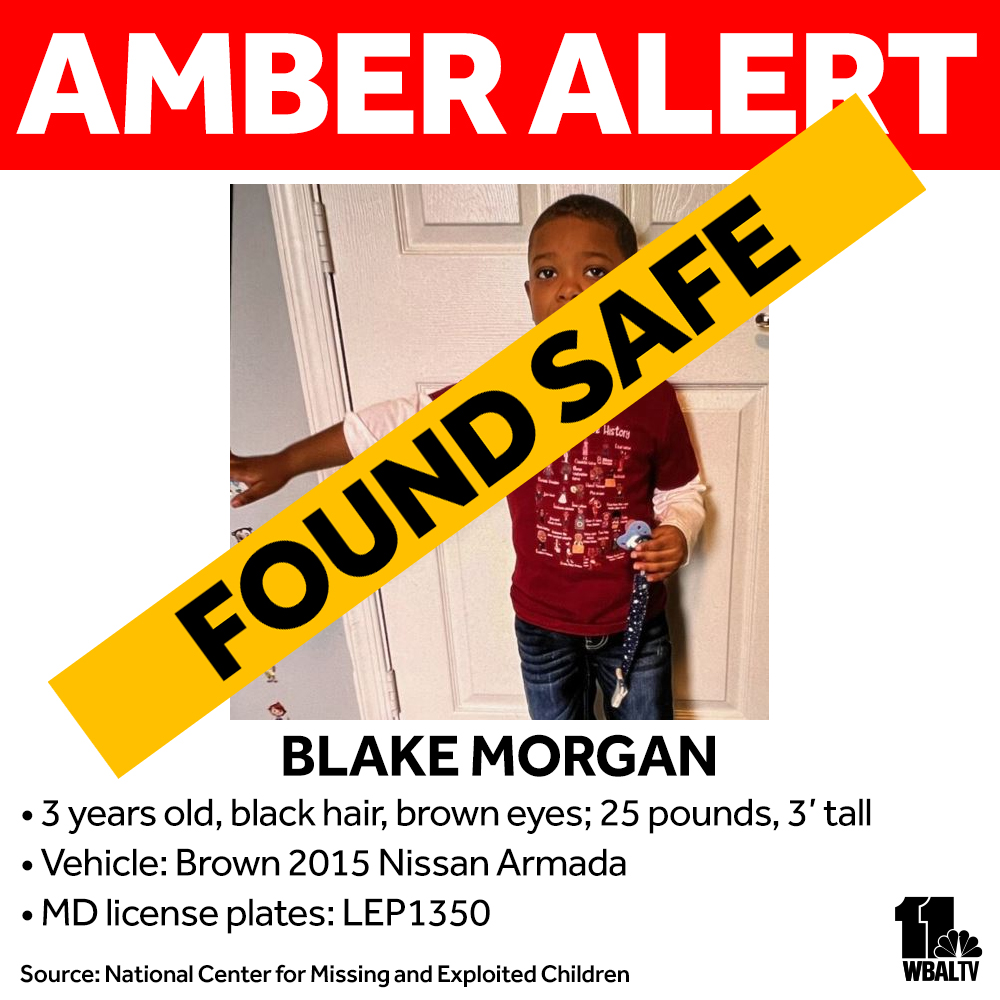 AMBER ALERT
FOUND SAFE
History
BLAKE MORGAN
• 3 years old, black hair, brown eyes; 25 pounds, 3’ tall
• Vehicle: Brown 2015 Nissan Armada
• MD license plates: LEP1350
Source: National Center for Missing and Exploited Children
11
WBALTV